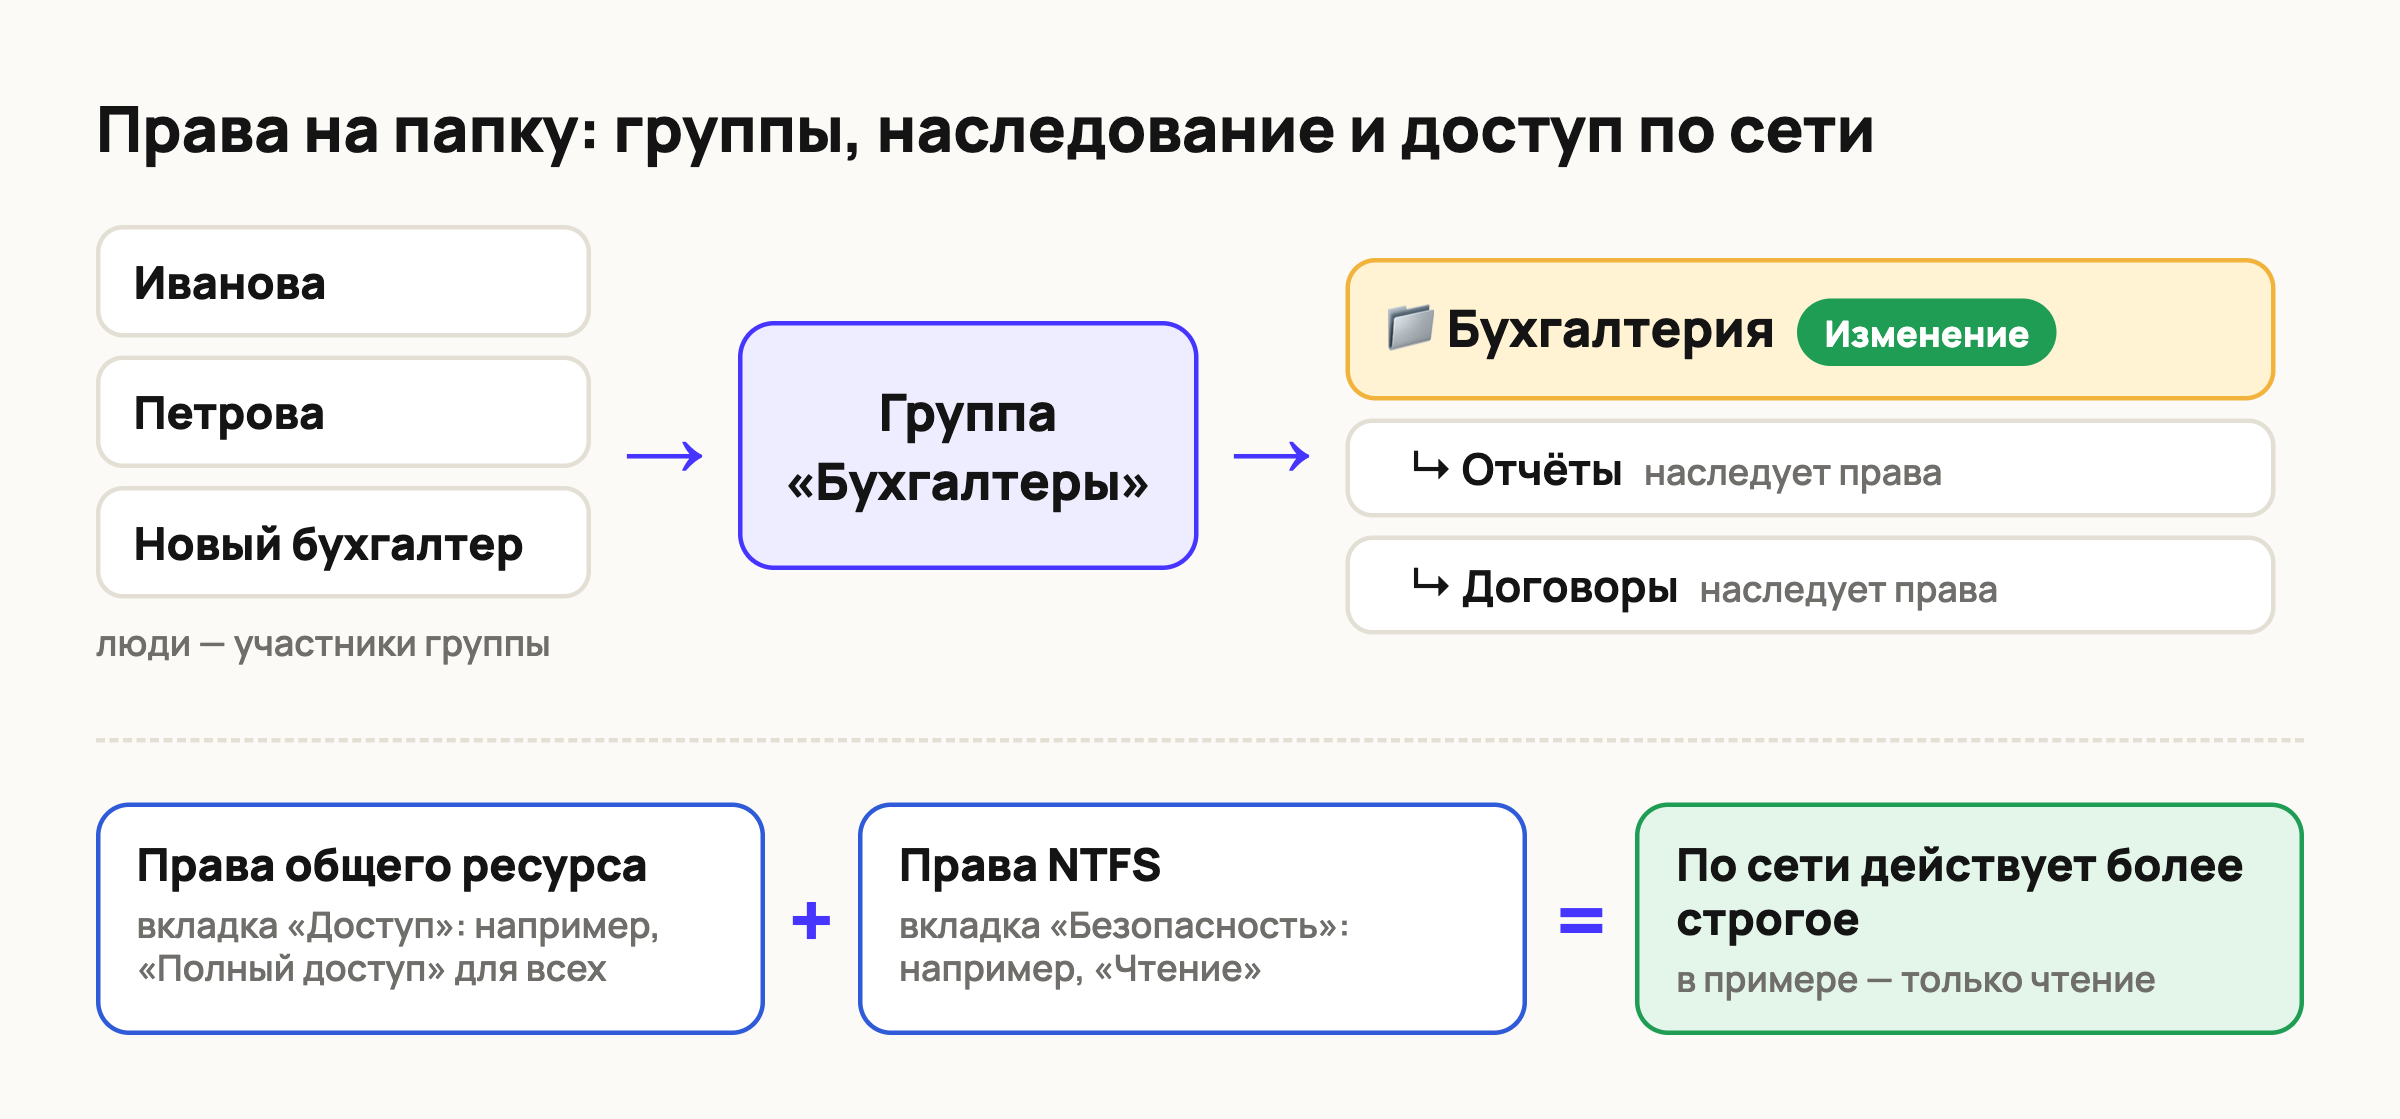 Права на папку: группы, наследование и доступ по сети
Иванова
Петрова
Новый бухгалтер
люди — участники группы
→
Группа
«Бухгалтеры»
→
Бухгалтерия Изменение
↳ Отчёты наследует права
↳ Договоры наследует права
Права общего ресурса
вкладка «Доступ»: например,
«Полный доступ» для всех
+
Права NTFS
вкладка «Безопасность»:
например, «Чтение»
=
По сети действует более
строгое
в примере — только чтение